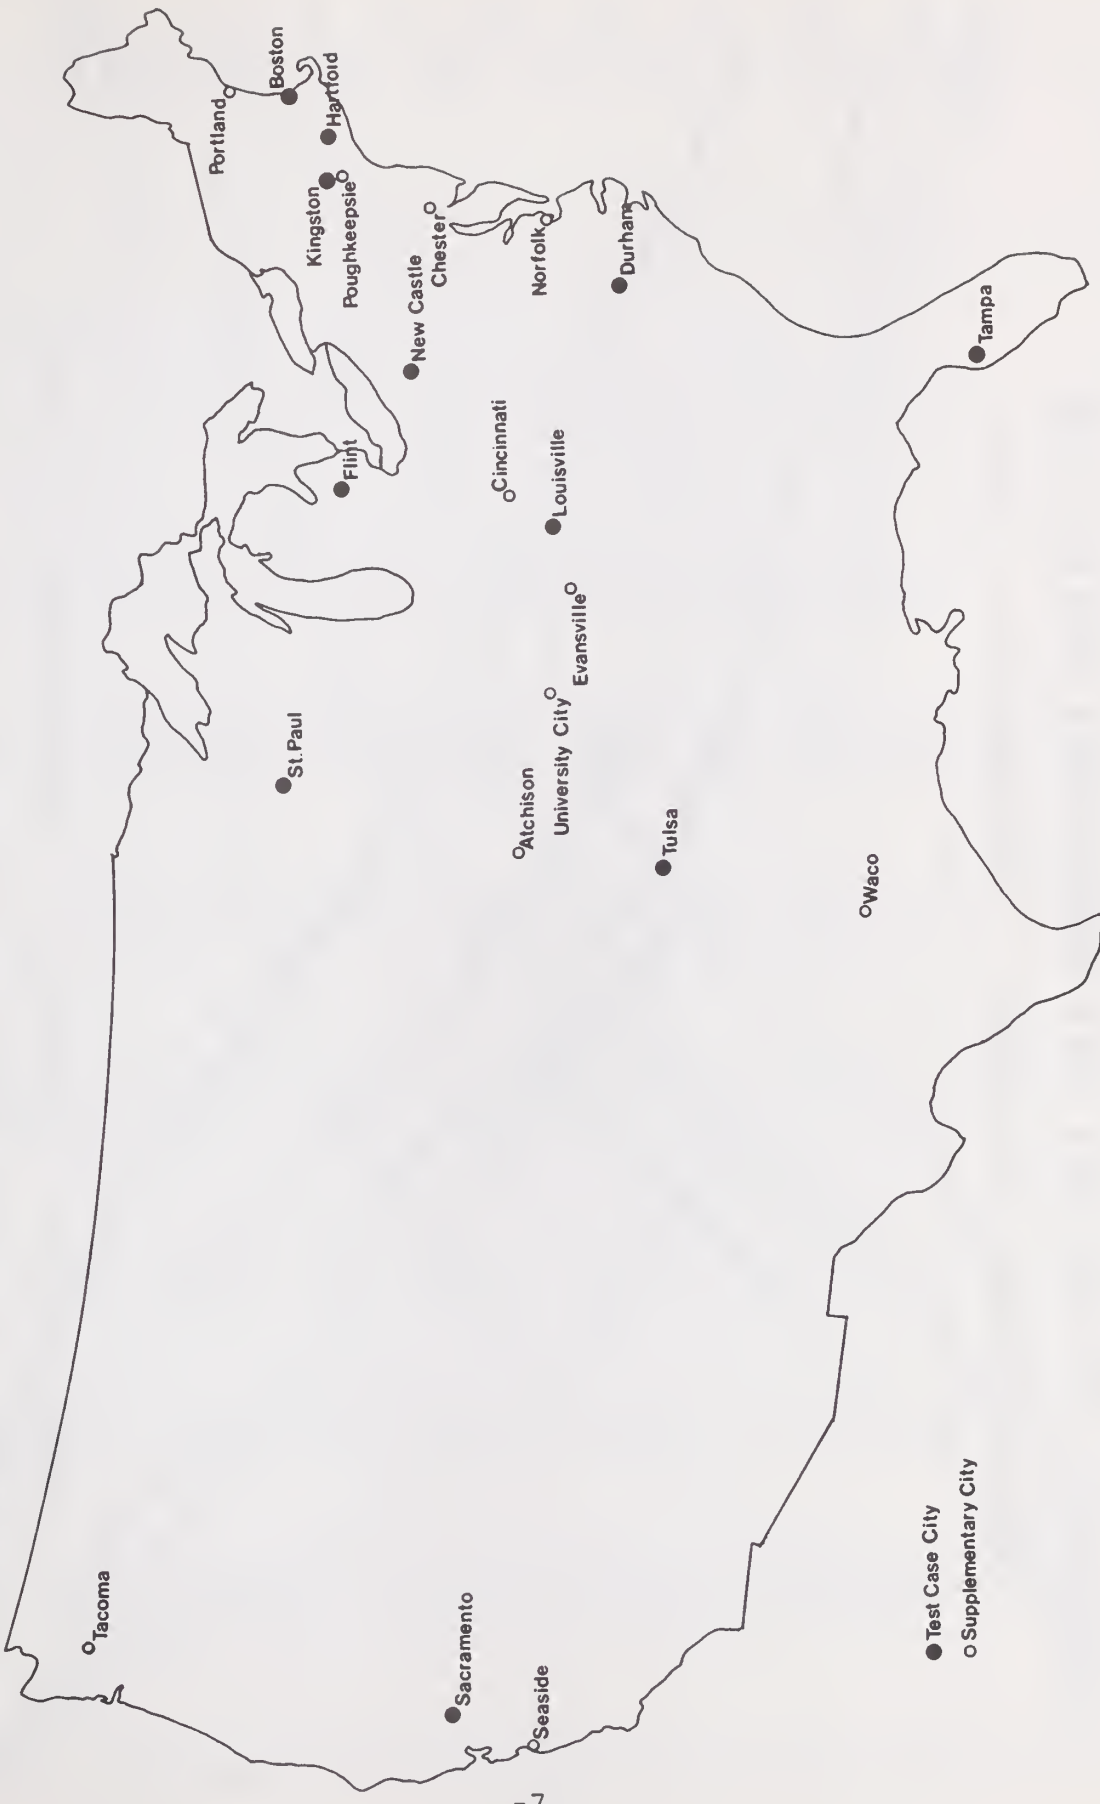 Tacoma
Sacramento
Seaside
St. Paul
Atchison
University City
Evansville
Tulsa
Waco
Flint
Cincinnati
Louisville
New Castle
Chester
Kingston
Poughkeepsie
Portland
Boston
Hartford
Norfolk
Durham
Tampa
Test Case City
Supplementary City
-7